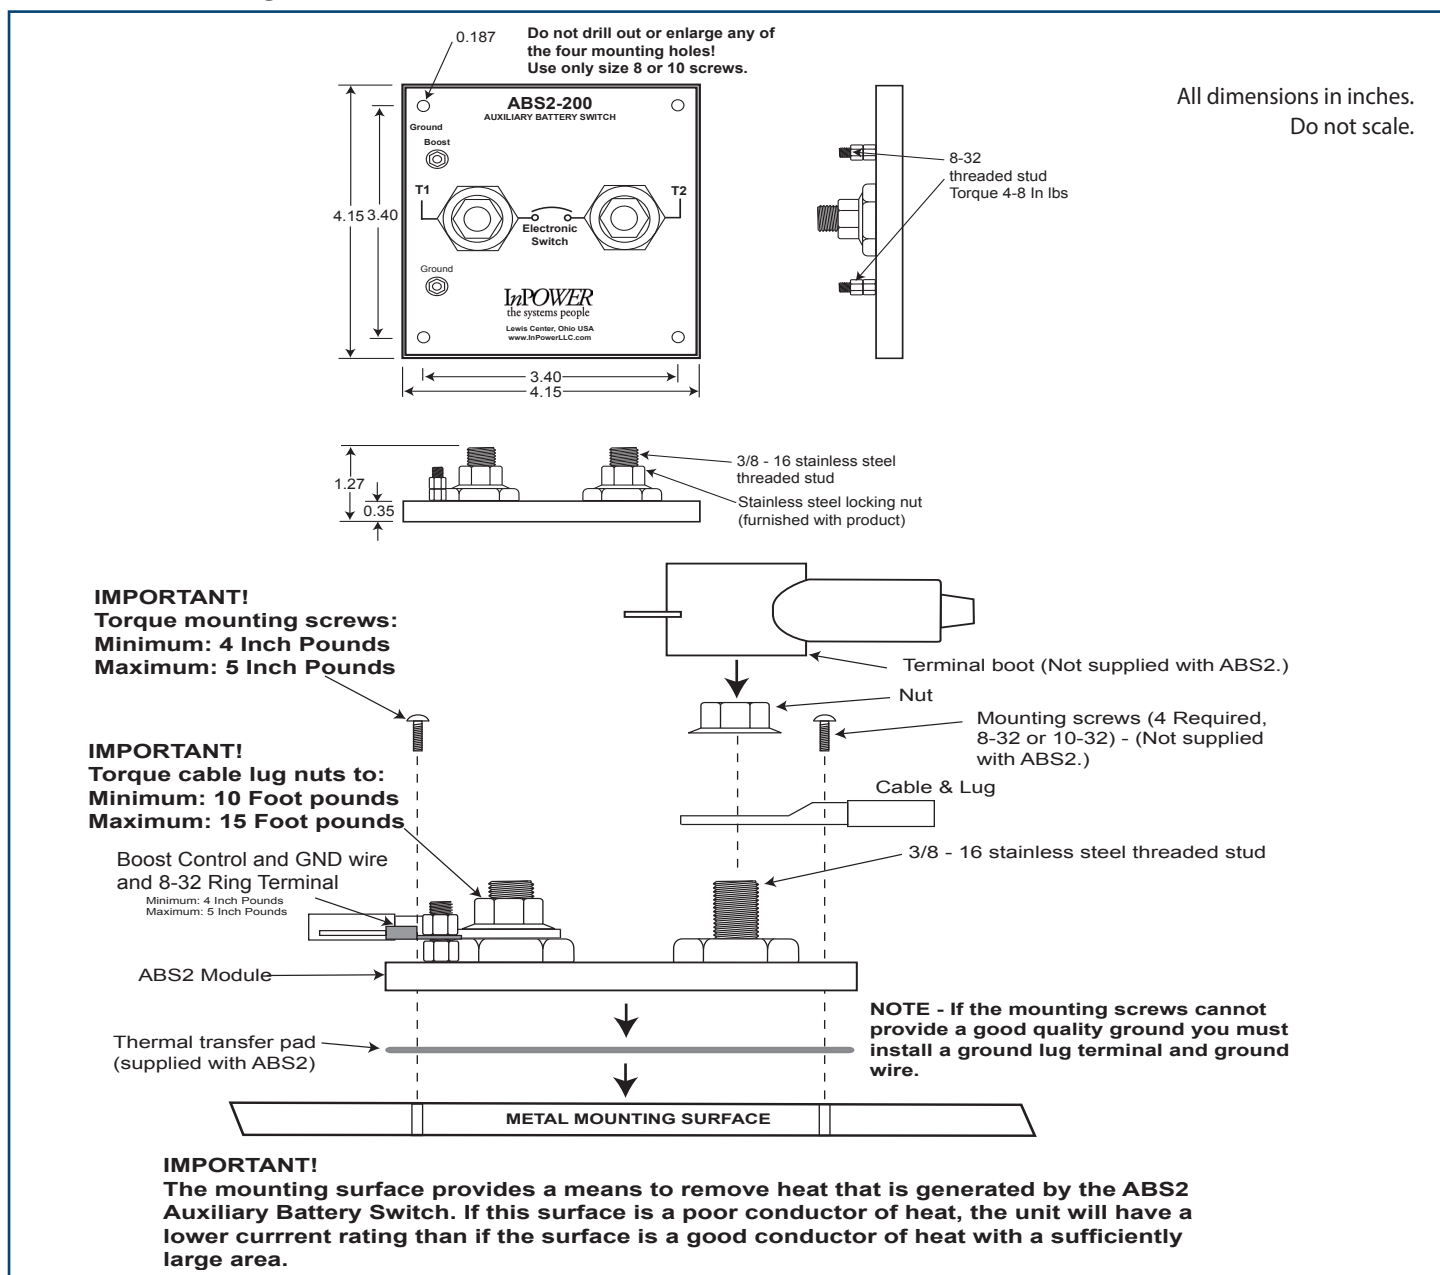 0.187
Do not drill out or enlarge any of
the four mounting holes!
Use only size 8 or 10 screws.
All dimensions in inches.
Do not scale.
ABS2-200
AUXILIARY BATTERY SWITCH
Ground
Boost
T1
T2
Electronic
Switch
Ground
InPOWER
the systems people
Lewis Center, Ohio USA
www.InPowerLLC.com
4.15
3.40
3.40
4.15
8-32
threaded stud
Torque 4-8 In lbs
1.27
0.35
3/8 - 16 stainless steel
threaded stud
Stainless steel locking nut
(furnished with product)
IMPORTANT!
Torque mounting screws:
Minimum: 4 Inch Pounds
Maximum: 5 Inch Pounds
Terminal boot (Not supplied with ABS2.)
Nut
Mounting screws (4 Required,
8-32 or 10-32) - (Not supplied
with ABS2.)
IMPORTANT!
Torque cable lug nuts to:
Minimum: 10 Foot pounds
Maximum: 15 Foot pounds
Cable & Lug
3/8 - 16 stainless steel threaded stud
Boost Control and GND wire
and 8-32 Ring Terminal
Minimum: 4 Inch Pounds
Maximum: 5 Inch Pounds
ABS2 Module
NOTE - If the mounting screws cannot
provide a good quality ground you must
install a ground lug terminal and ground
wire.
Thermal transfer pad
(supplied with ABS2)
METAL MOUNTING SURFACE
IMPORTANT!
The mounting surface provides a means to remove heat that is generated by the ABS2
Auxiliary Battery Switch. If this surface is a poor conductor of heat, the unit will have a
lower currrent rating than if the surface is a good conductor of heat with a sufficiently
large area.